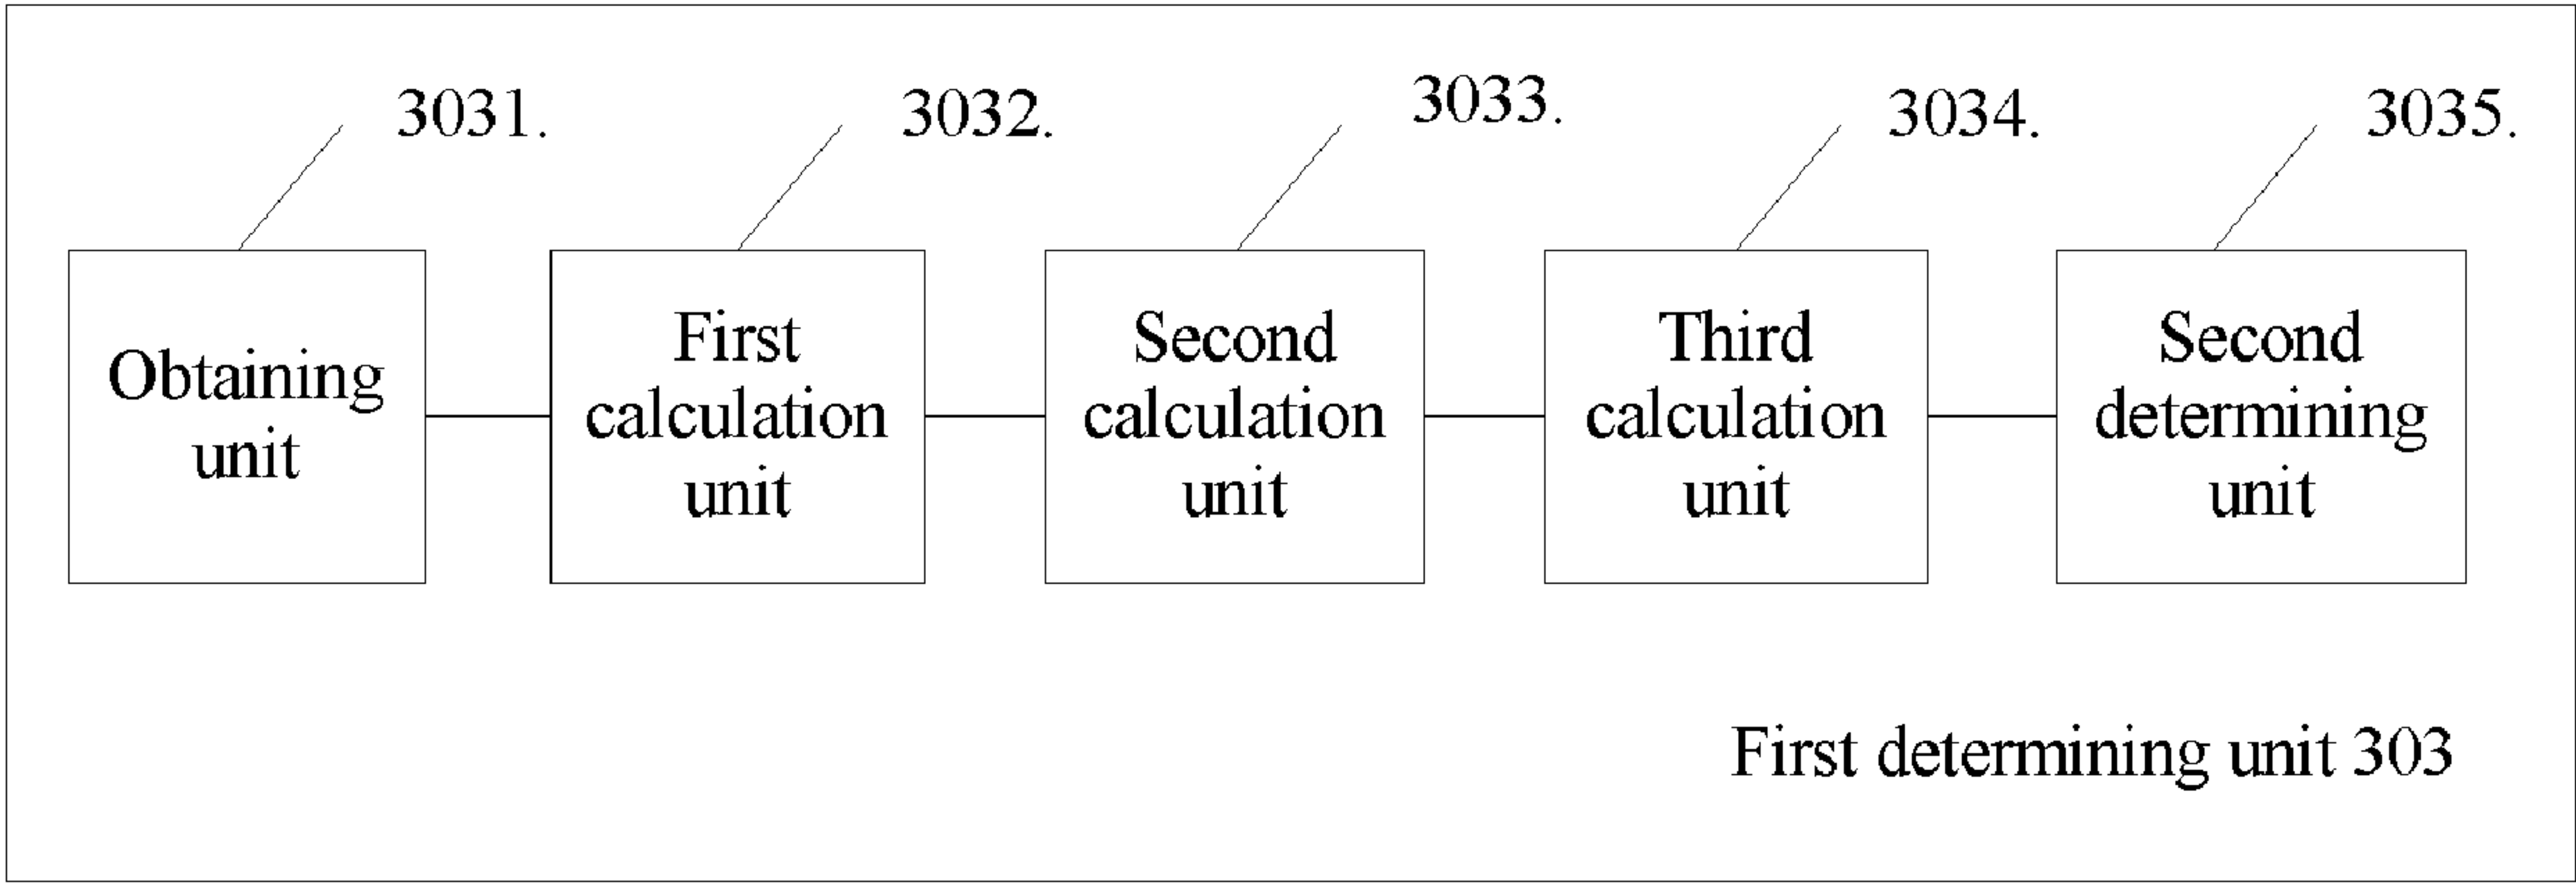 3031.
3032.
3033.
3034.
3035.
Obtaining
unit
First
calculation
unit
Second
calculation
unit
Third
calculation
unit
Second
determining
unit
First determining unit 303